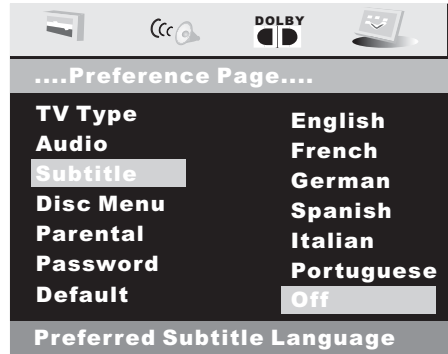 DOLBY
....Preference Page....
TV Type
Audio
Subtitle
Disc Menu
Parental
Password
Default
English
French
German
Spanish
Italian
Portuguese
Off
Preferred Subtitle Language